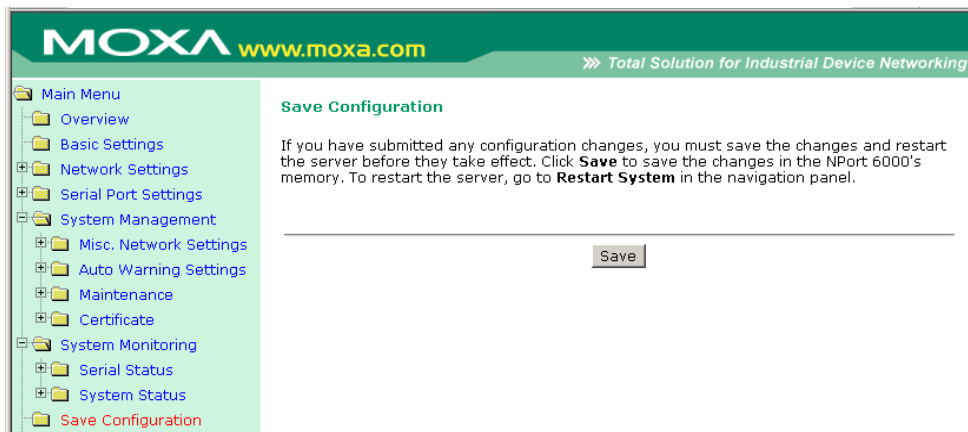 MOXA www.moxa.com
Total Solution for Industrial Device Networking
Main Menu
Overview
Basic Settings
Network Settings
Serial Port Settings
System Management
Misc. Network Settings
Auto Warning Settings
Maintenance
Certificate
System Monitoring
Serial Status
System Status
Save Configuration
Save Configuration
If you have submitted any configuration changes, you must save the changes and restart
the server before they take effect. Click Save to save the changes in the NPort 6000's
memory. To restart the server, go to Restart System in the navigation panel.
Save